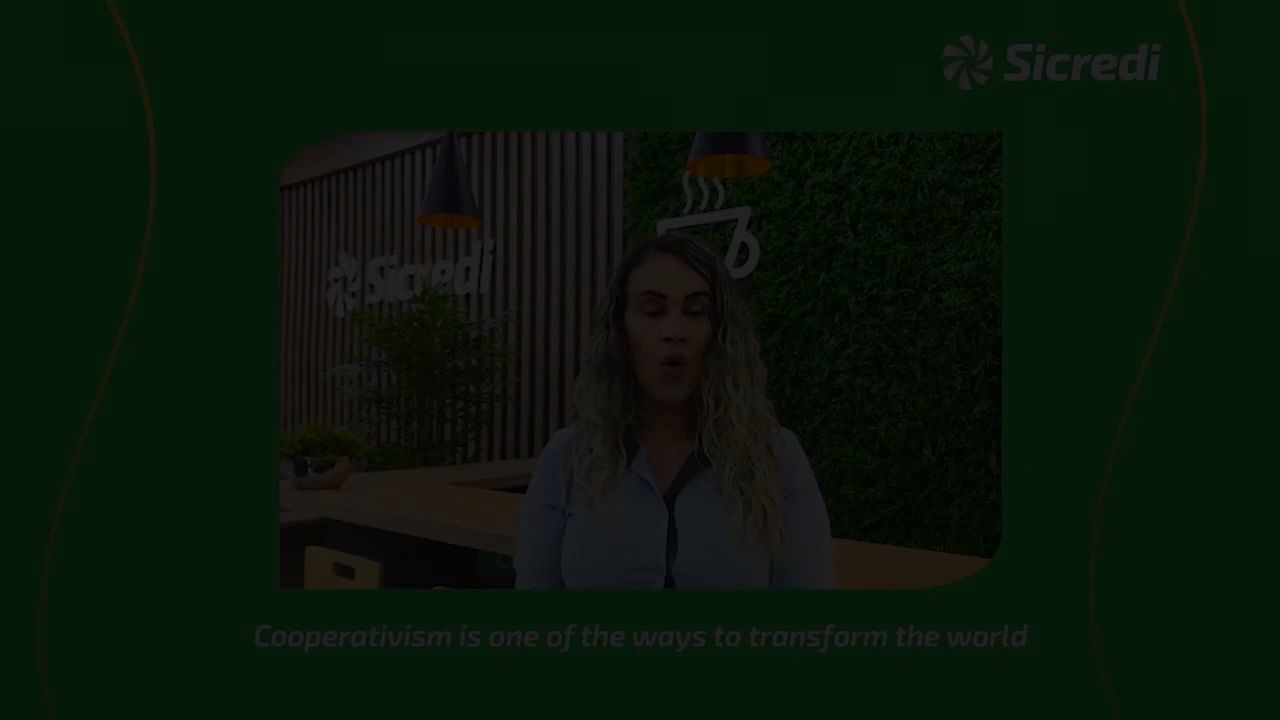 Sicredi
Sicredi
Cooperativism is one of the ways to transform the world